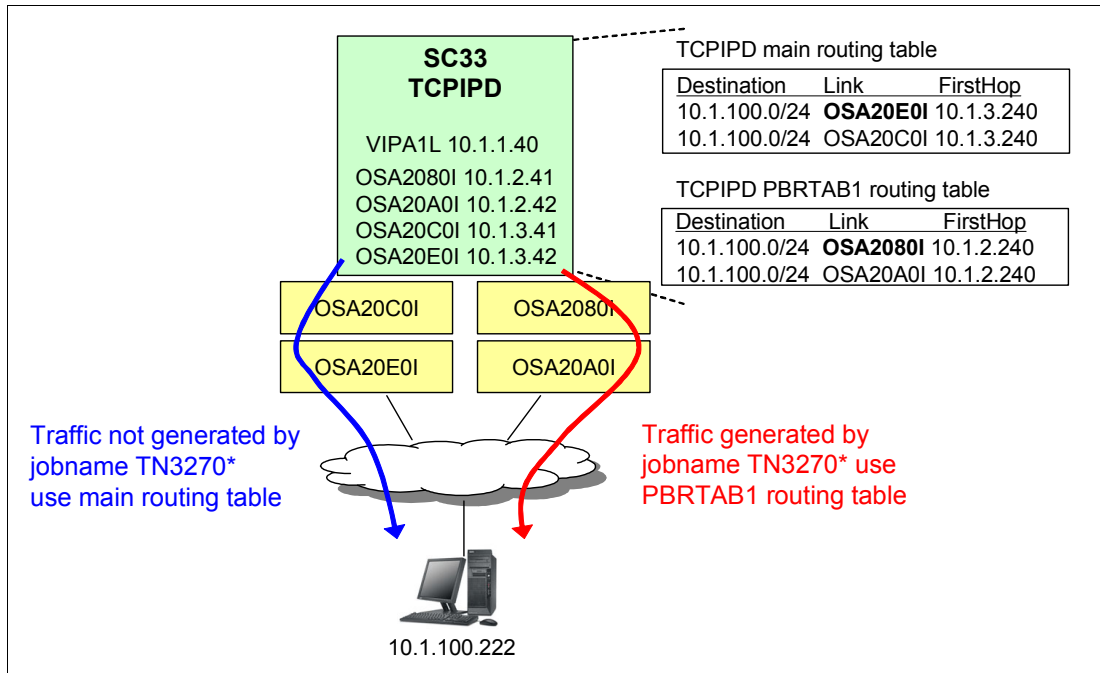 SC33
TCPIPD
VIPA1L 10.1.1.40
OSA2080I 10.1.2.41
OSA20A0I 10.1.2.42
OSA20C0I 10.1.3.41
OSA20E0I 10.1.3.42
TCPIPD main routing table
Destination Link FirstHop
10.1.100.0/24 OSA20E0I 10.1.3.240
10.1.100.0/24 OSA20C0I 10.1.3.240
TCPIPD PBRTAB1 routing table
Destination Link FirstHop
10.1.100.0/24 OSA2080I 10.1.2.240
10.1.100.0/24 OSA20A0I 10.1.2.240
OSA20C0I
OSA2080I
OSA20E0I
OSA20A0I
Traffic not generated by
jobname TN3270*
use main routing table
Traffic generated by
jobname TN3270* use
PBRTAB1 routing table
10.1.100.222